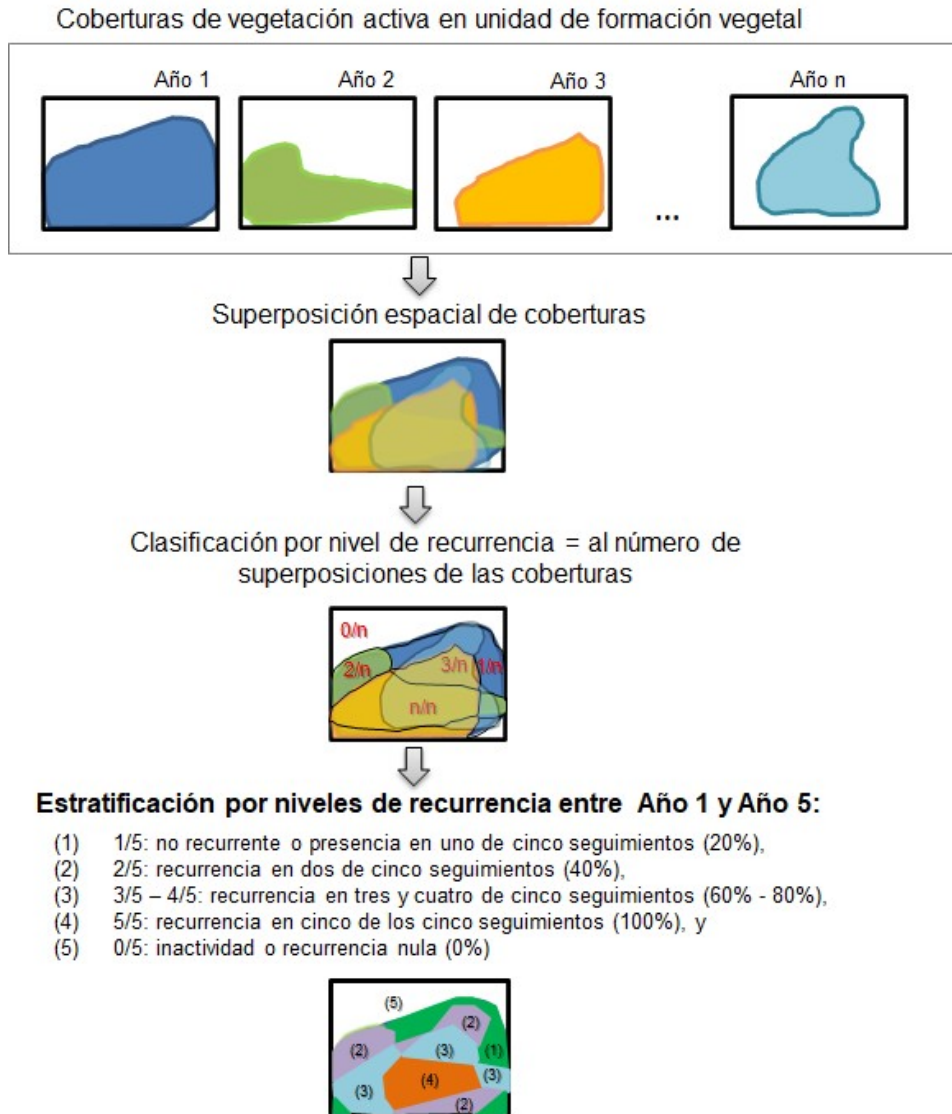 Coberturas de vegetación activa en unidad de formación vegetal
Año 1
Año 2
Año 3
...
Año n
Superposición espacial de coberturas
Clasificación por nivel de recurrencia = al número de
superposiciones de las coberturas
0/n
2/n
3/n
1/n
n/n
Estratificación por niveles de recurrencia entre Año 1 y Año 5:
(1) 1/5: no recurrente o presencia en uno de cinco seguimientos (20%),
(2) 2/5: recurrencia en dos de cinco seguimientos (40%),
(3) 3/5 – 4/5: recurrencia en tres y cuatro de cinco seguimientos (60% - 80%),
(4) 5/5: recurrencia en cinco de los cinco seguimientos (100%), y
(5) 0/5: inactividad o recurrencia nula (0%)
(5)
(2)
(2)
(3)
(1)
(3)
(4)
(3)
(2)